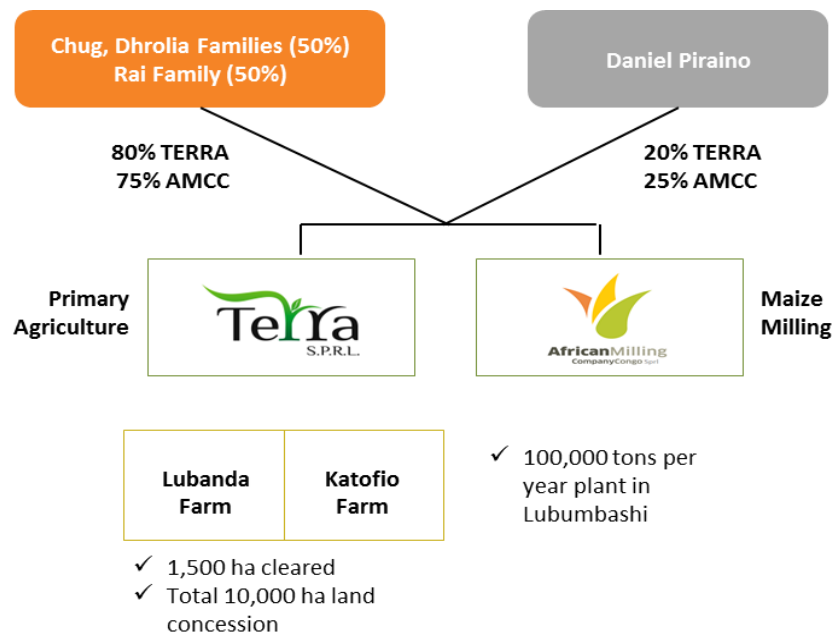 Chug, Dhrolia Families (50%)
Rai Family (50%)
Daniel Piraino
80% TERRA
75% AMCC
20% TERRA
25% AMCC
Primary
Agriculture
Terra
S.P.R.L.
AfricanMilling
CompanyCongo Sprl
Maize
Milling
Lubanda
Farm
Katofio
Farm
✓ 100,000 tons per
year plant in
Lubumbashi
✓ 1,500 ha cleared
✓ Total 10,000 ha land
concession